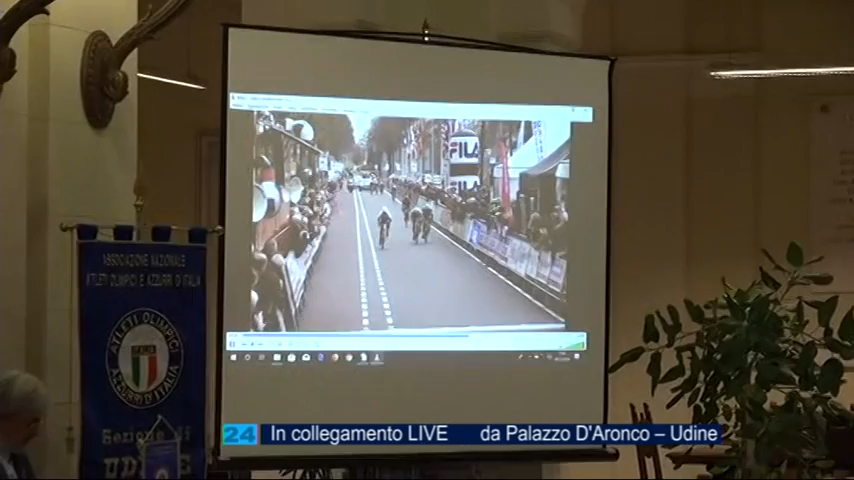 FILA
FILA
ASSOCIAZIONE NAZIONALE
ATLETI OLIMPICI E AZZURRI D'ITALIA
ATLETI OLIMPICI
E AZZURRI D'ITALIA
Sezione di
UDINE
24 In collegamento LIVE da Palazzo D'Aronco – Udine